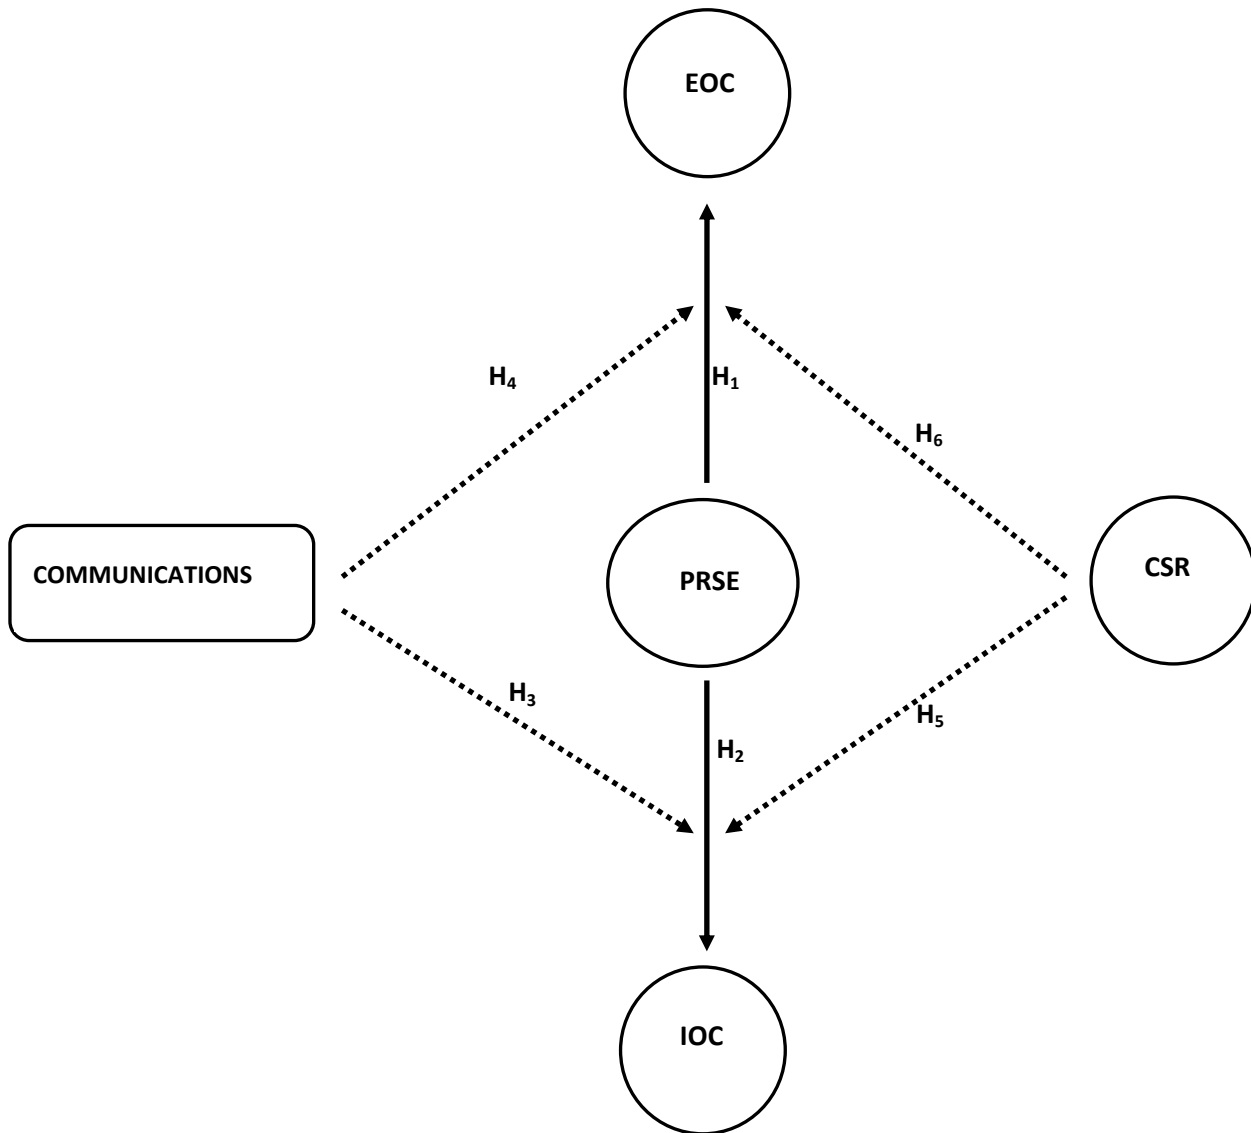 EOC
H₄
H₁
H₆
COMMUNICATIONS
PRSE
CSR
H₃
H₅
H₂
IOC